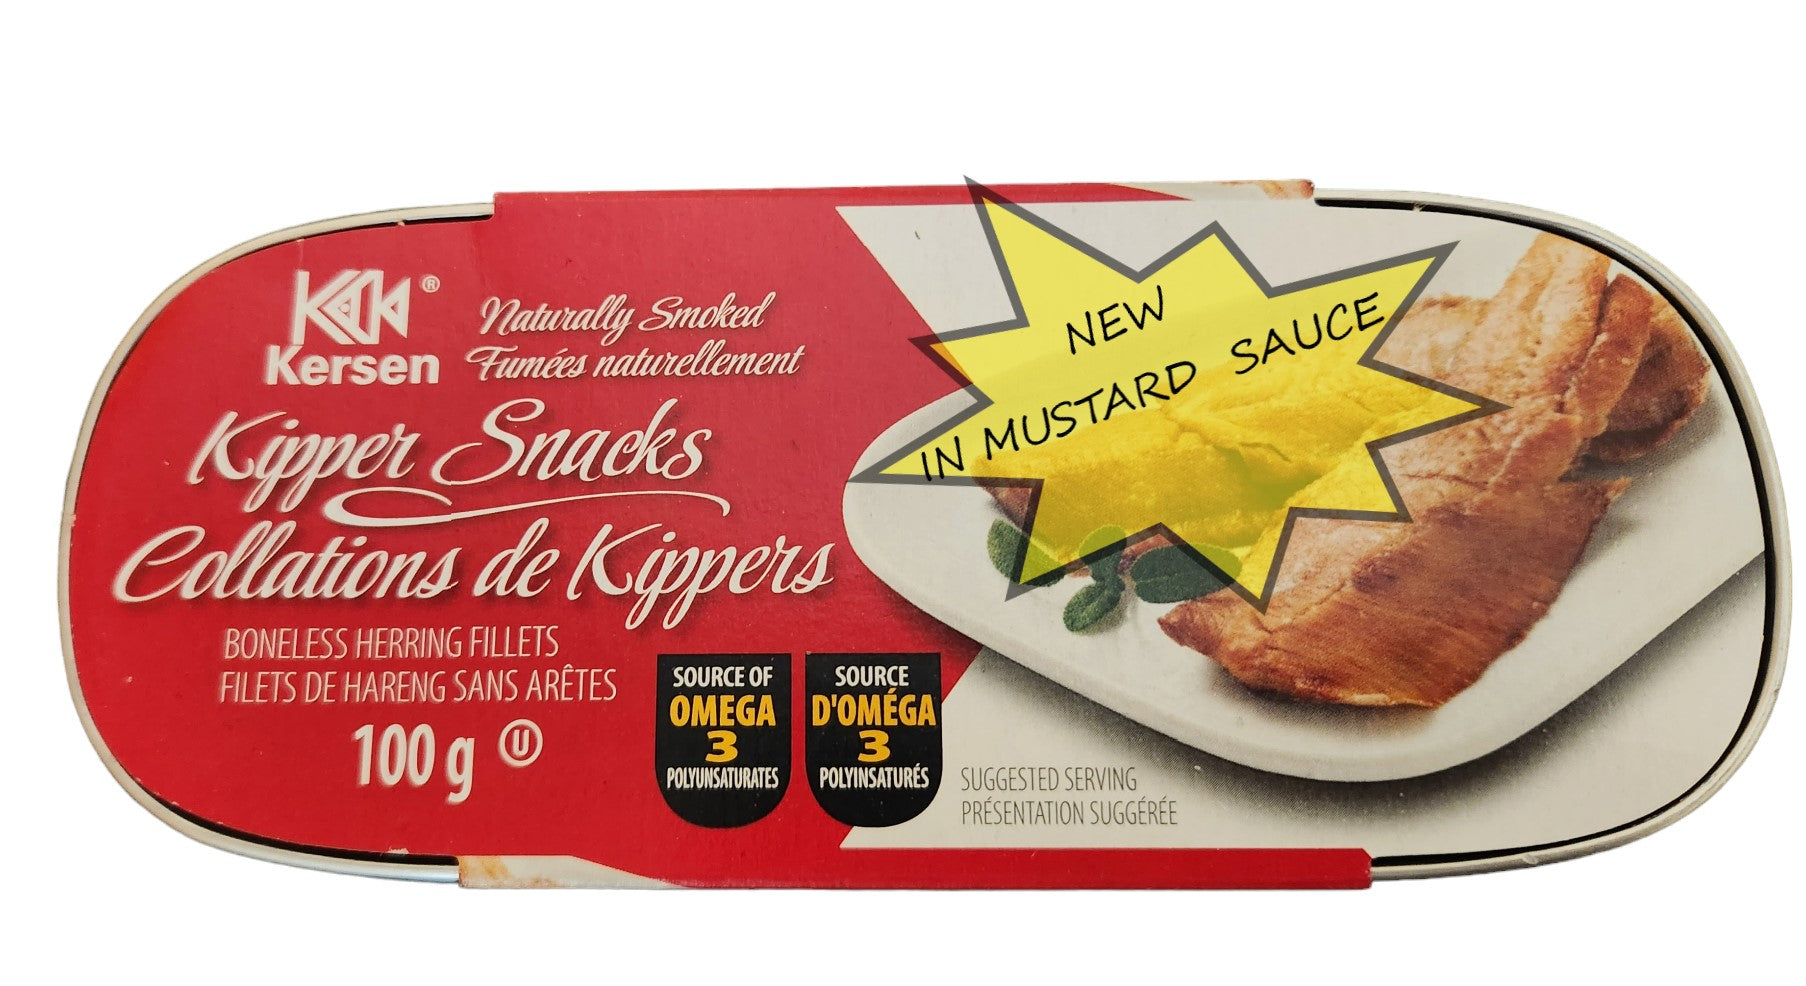 Kersen®
Naturally Smoked
Fumées naturellement
Kipper Snacks
Collations de Kippers
BONELESS HERRING FILLETS
FILETS DE HARENG SANS ARÊTES
100 g Ⓤ
SOURCE OF
OMEGA
3
POLYUNSATURATES
SOURCE
D'OMÉGA
3
POLYINSATURÉS
NEW
IN MUSTARD SAUCE
SUGGESTED SERVING
PRÉSENTATION SUGGÉRÉE